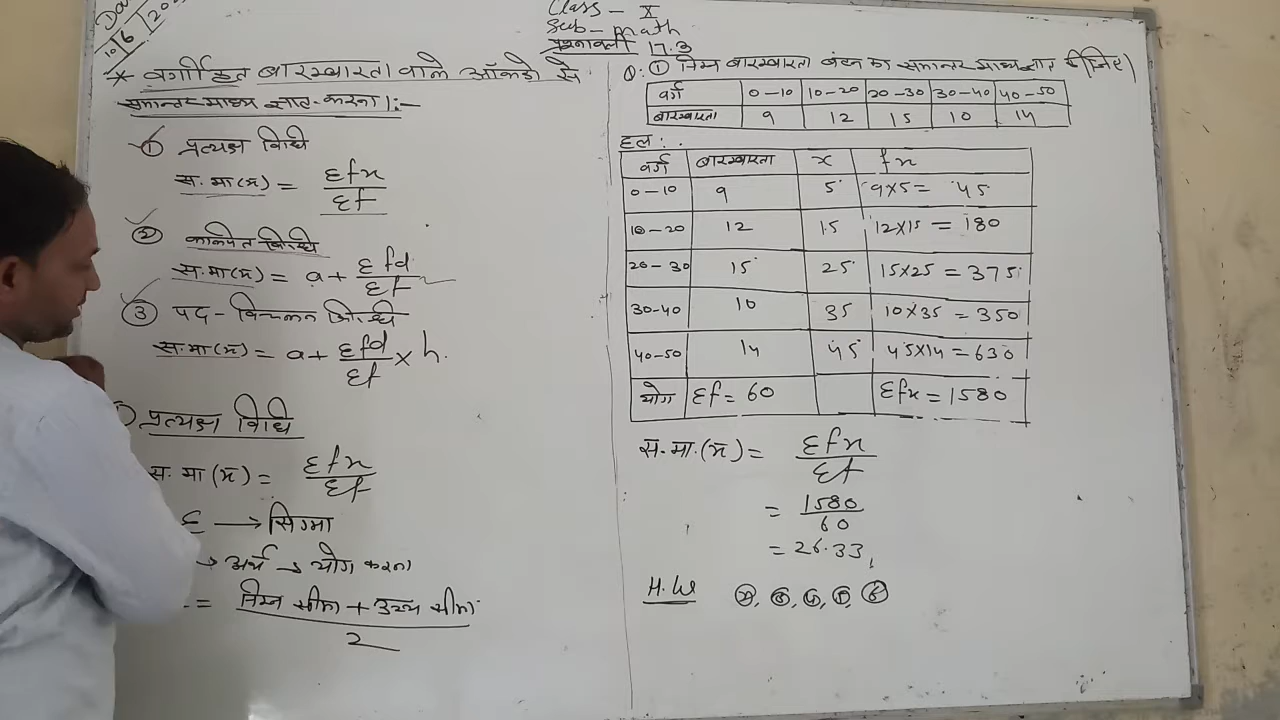 10/6/20
Class - X
Sub - math
प्रश्नावली 17.3
* वर्गीकृत बारम्बारता वाले आँकड़ो से
समान्तर माध्य ज्ञात करना।:-
① प्रत्यक्ष विधि
स.मा(x̄) = Σfx/Σf
② कल्पित विधि
स.मा(x̄) = a + Σfd/Σf
③ पद-विचलन विधि
स.मा(x̄) = a + Σfd/Σf × h.
प्रत्यक्ष विधि
स.मा(x̄) = Σfx/Σf
Σ → सिग्मा
→ अर्थ → योग करना
= निम्न सीमा + उच्च सीमा/2
① निम्न बारम्बारता बंटन का समान्तर माध्य ज्ञात कीजिए।
वर्ग 0-10 10-20 20-30 30-40 40-50
बारम्बारता 9 12 15 10 14
हल:.
वर्ग बारम्बारता x fx
0-10 9 5 9×5= 45
10-20 12 15 12×15 = 180
20-30 15 25 15×25 = 375
30-40 10 35 10×35 = 350
40-50 14 45 45×14 = 630
योग Σf = 60 Σfx = 1580
स.मा.(x̄) = Σfx/Σf
= 1580/60
= 26.33
H.W